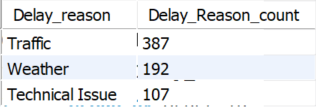 Delay_reason Delay_Reason_count
Traffic 387
Weather 192
Technical Issue 107